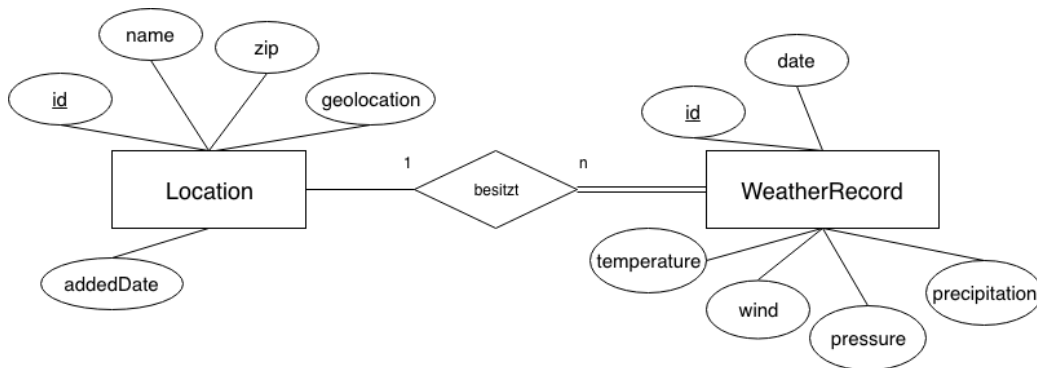 name
zip
id
geolocation
Location
addedDate
1
besitzt
n
date
id
WeatherRecord
temperature
wind
pressure
precipitation